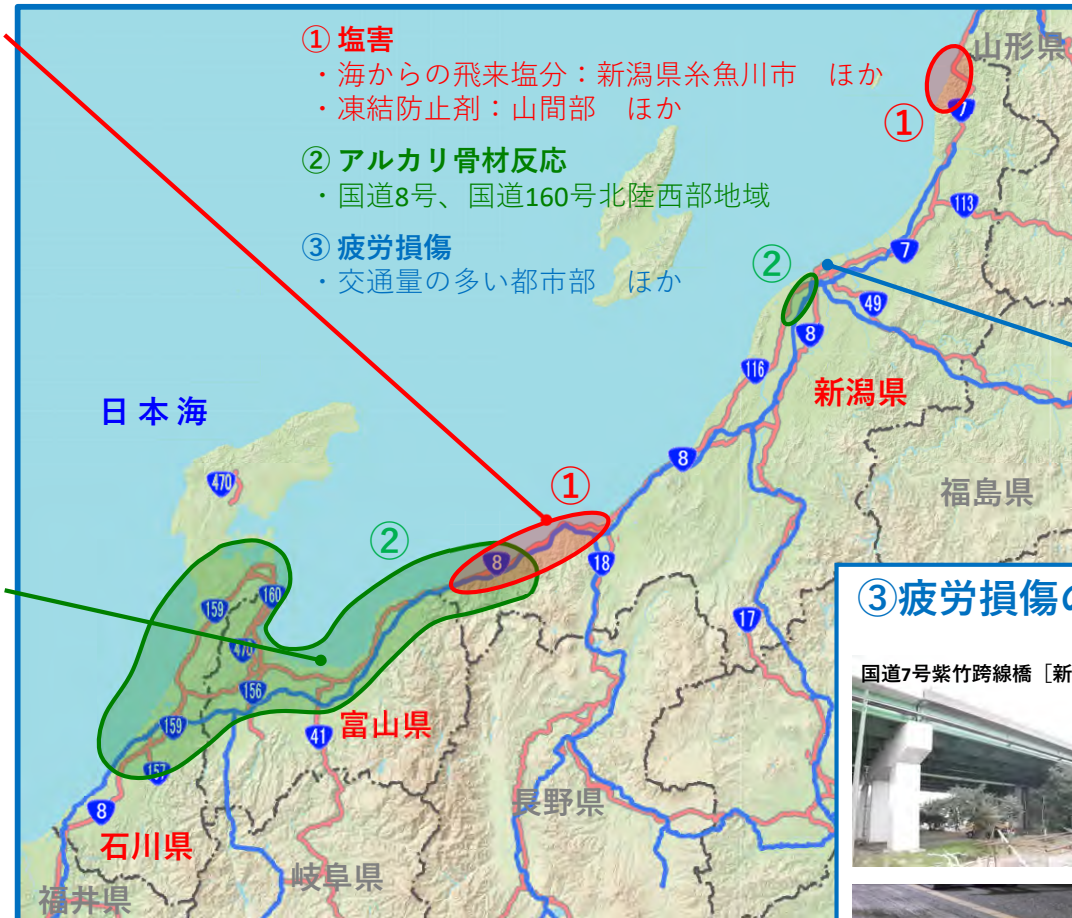 ① 塩害
・海からの飛来塩分：新潟県糸魚川市　ほか
・凍結防止剤：山間部　ほか
② アルカリ骨材反応
・国道8号、国道160号北陸西部地域
③ 疲労損傷
・交通量の多い都市部　ほか
山形県
①
7
113
7
②
49
8
116
新潟県
日本海
8
福島県
470
①
②
8
18
159
160
17
470
156
159
富山県
41
157
8
長野県
石川県
岐阜県
福井県
③疲労損傷の
国道7号紫竹跨線橋［新